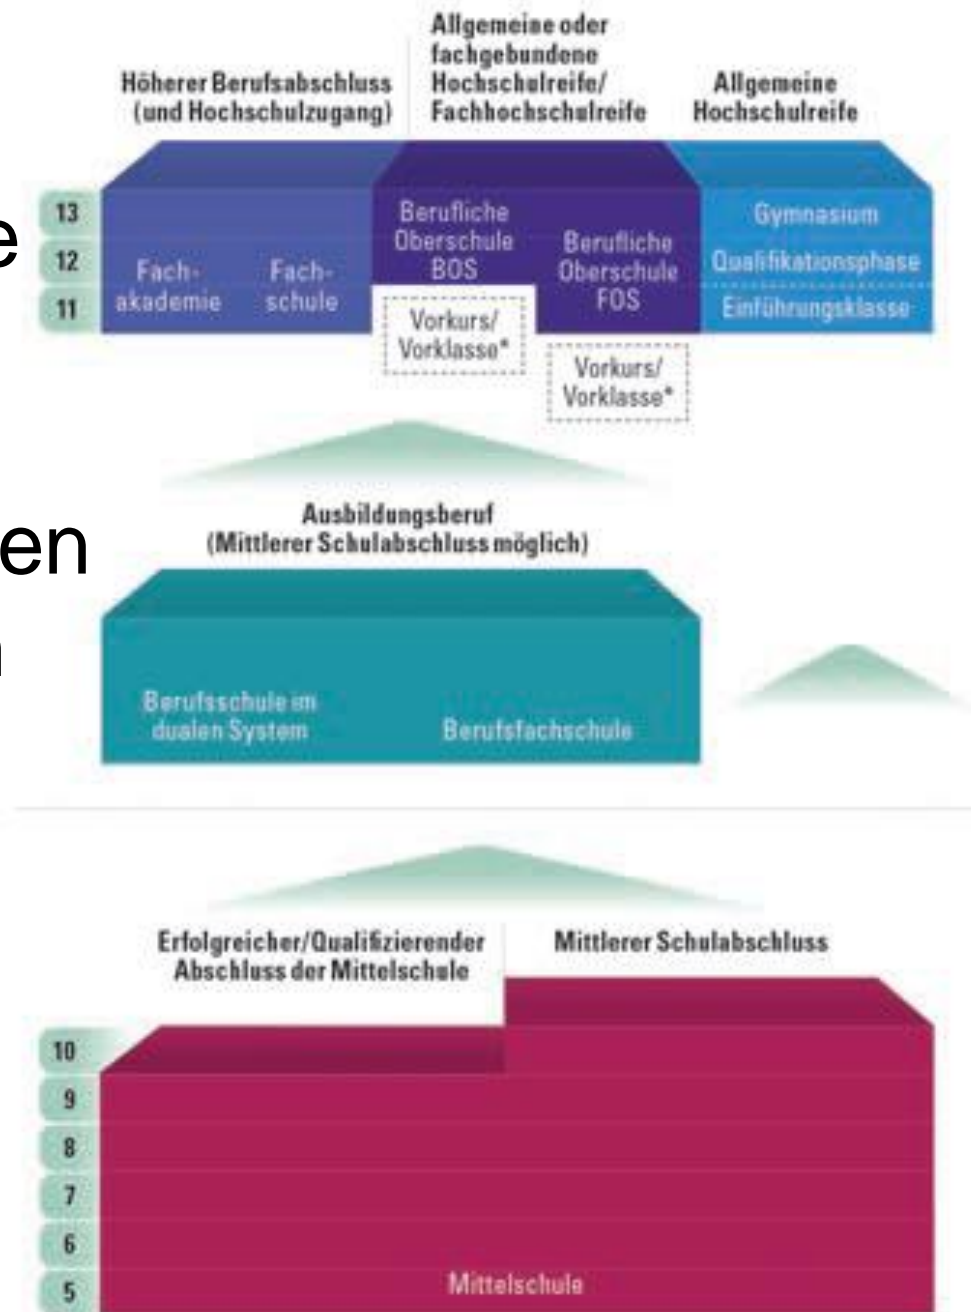 Höherer Berufsabschluss
(und Hochschulzugang)
Allgemeine oder
fachgebundene
Hochschulreife/
Fachhochschulreife
Allgemeine
Hochschulreife
e
13
12
11
Fach-
akademie
Fach-
schule
Berufliche
Oberschule
BOS
Berufliche
Oberschule
FOS
Gymnasium
Qualifikationsphase
Einführungsklasse
Vorkurs/
Vorklasse*
Vorkurs/
Vorklasse*
en
Ausbildungsberuf
(Mittlerer Schulabschluss möglich)
Berufsschule im
dualen System
Berufsfachschule
Erfolgreicher/Qualifizierender
Abschluss der Mittelschule
Mittlerer Schulabschluss
10
9
8
7
6
5
Mittelschule